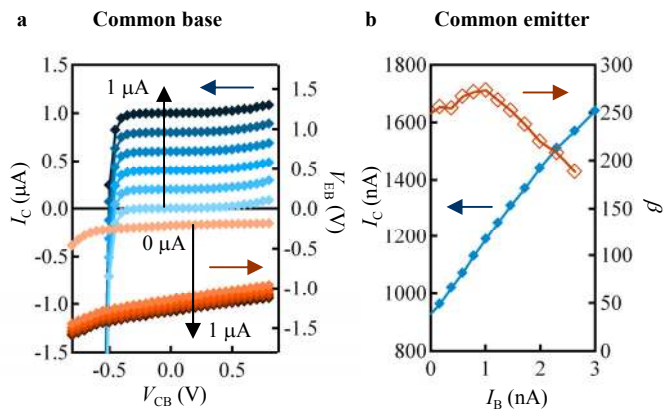 a Common base
1 μA
1.5
1.0
0.5
0.0
-0.5
-1.0
-1.5
I_C (μA)
1.5
1.0
0.5
0.0
-0.5
-1.0
-1.5
V_EB (V)
0 μA
1 μA
-0.5 0.0 0.5
V_CB (V)
b Common emitter
1800
1600
1400
1200
1000
800
I_C (nA)
300
250
200
150
100
50
0
β
0 1 2 3
I_B (nA)